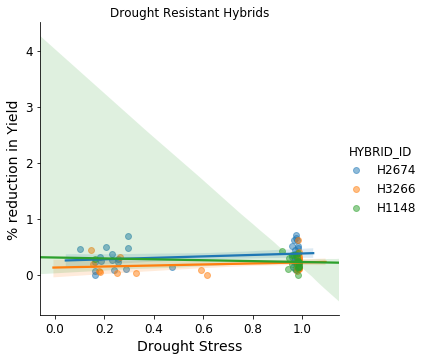 Drought Resistant Hybrids
4
3
2
1
0
% reduction in Yield
0.0 0.2 0.4 0.6 0.8 1.0
Drought Stress
HYBRID_ID
H2674
H3266
H1148